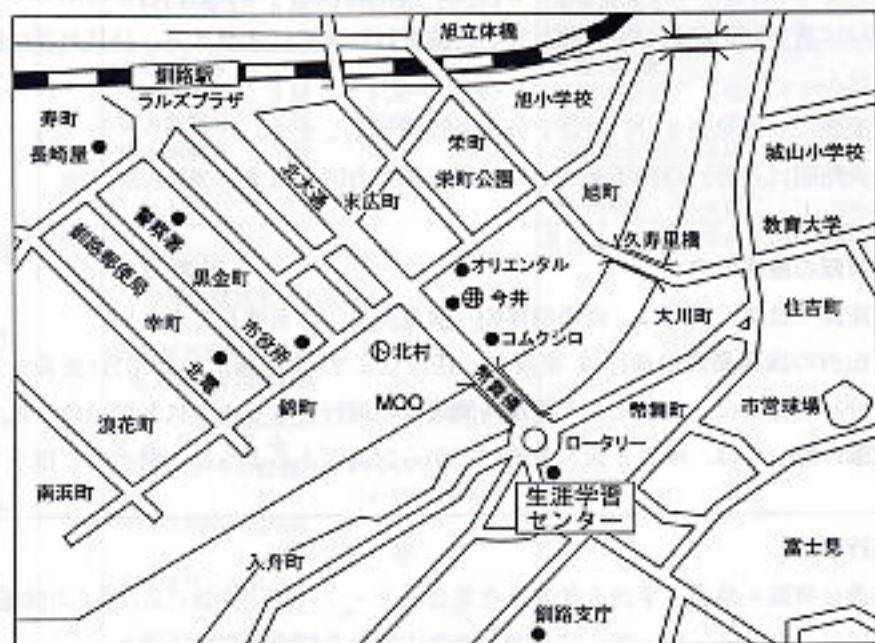 旭立体橋
釧路駅
ラルズプラザ
旭小学校
寿町
長崎屋
栄町
栄町公園
城山小学校
北大通
末広町
旭町
教育大学
警察署
釧路郵便局
黒金町
久寿里橋
オリエンタル
今井
大川町
住吉町
幸町
市役所
北村
コムクシロ
北電
錦町
MOO
幣舞橋
幣舞町
市営球場
浪花町
ロータリー
南浜町
生涯学習
センター
入舟町
富士見
釧路支庁